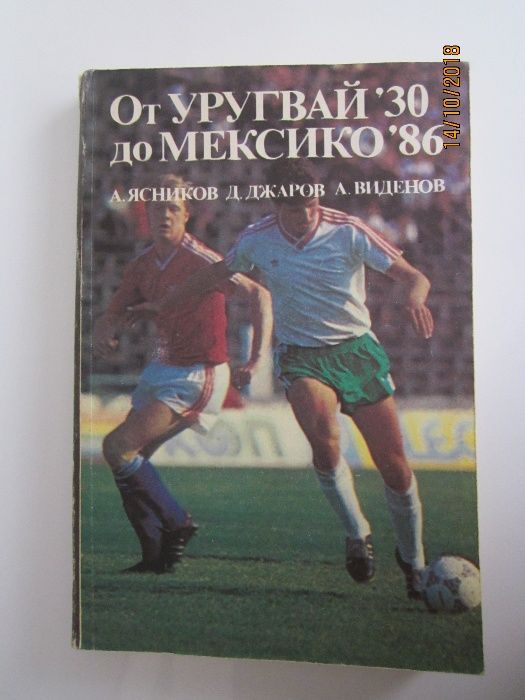 От УРУГВАЙ '30
до МЕКСИКО '86
А. ЯСНИКОВ Д. ДЖАРОВ А. ВИДЕНОВ
14/10/2018